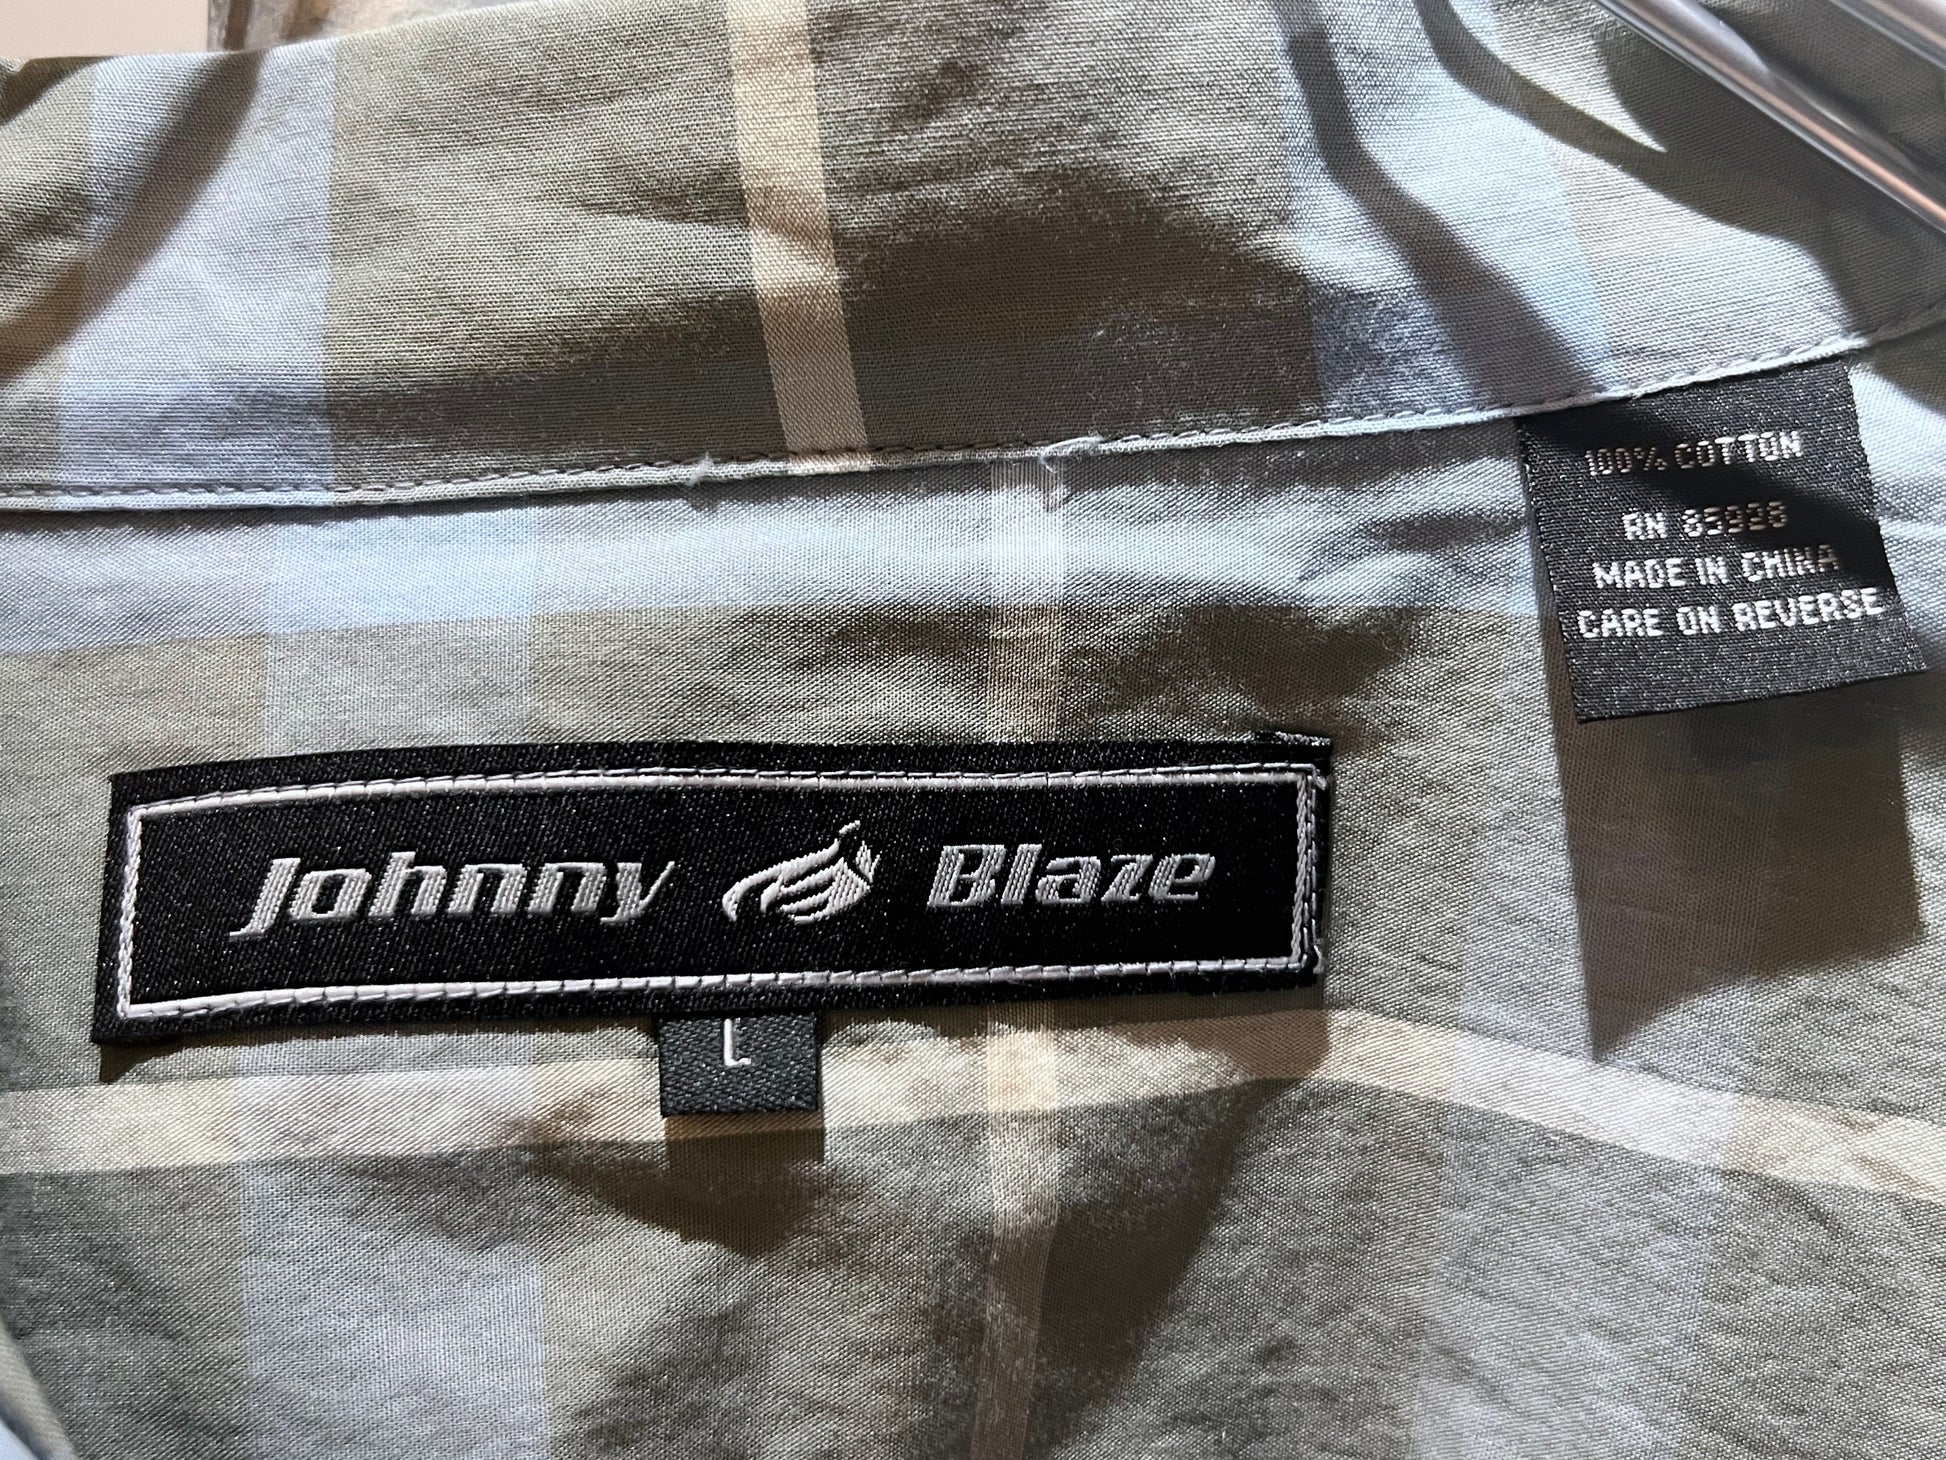 100% COTTON
RN 85928
MADE IN CHINA
CARE ON REVERSE
Johnny Blaze
L